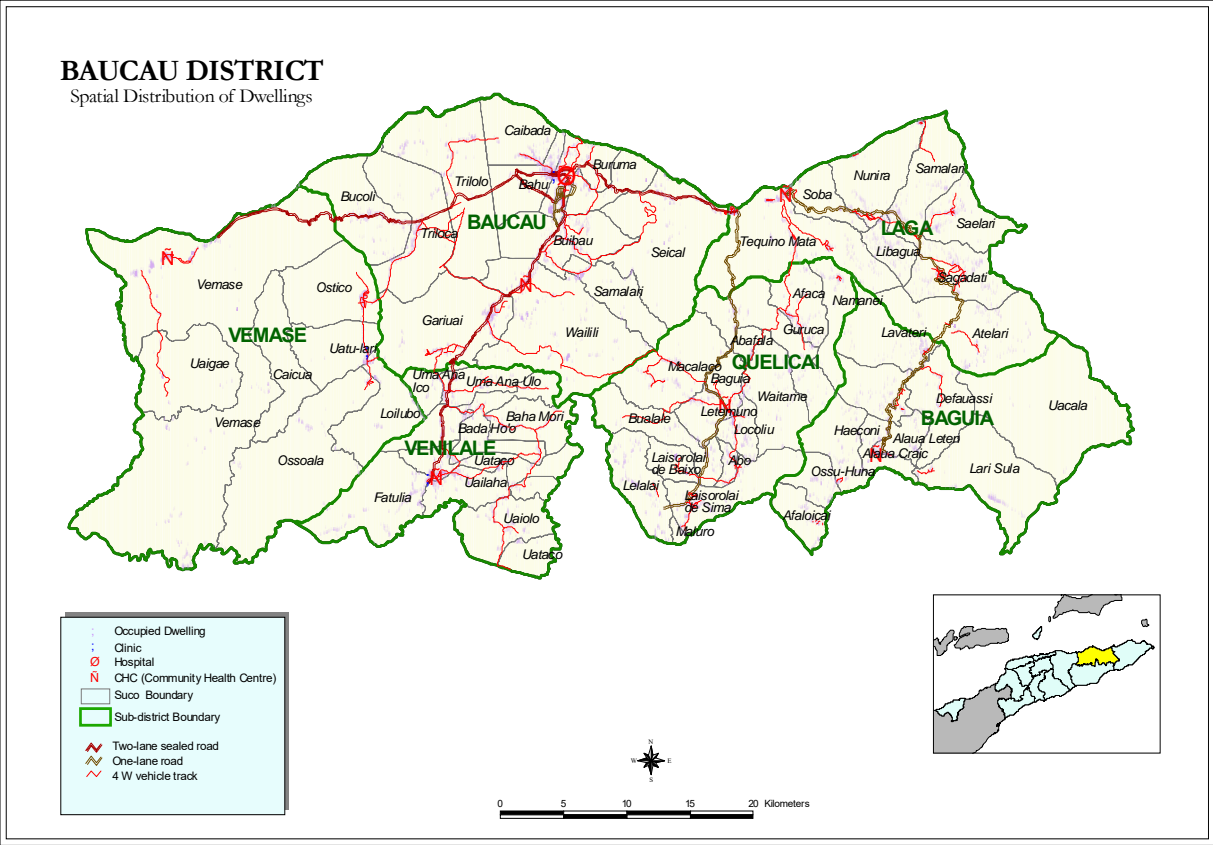 BAUCAU DISTRICT
Spatial Distribution of Dwellings
Caibada
Buruma
Bucoli
Trilolo
Bahu
Ø
BAUCAU
Triloca
Buibau
Seical
Samalari
Gariuai
Wailili
Ñ
Soba
Nunira
Samalari
Saelari
LAGA
Libagua
Tequino Mata
Sagadati
Atelari
Ñ
Vemase
Ostico
VEMASE
Uatu-lari
Uaigae
Caicua
Vemase
Loilubo
Ossoala
Ñ
Uma Ana
Ico
Uma Ana Ulo
Baha Mori
Bada Ho'o
VENILALE
Uataco
Uailaha
Fatulia
Uaiolo
Uataco
Ñ
Afaca
Namanei
Guruca
Abafala
QUELICAI
Macalaco
Baguia
Waitame
Letemuno
Bualale
Locoliu
Laisorolai
de Baixo
Abo
Lelalai
Laisorolai
de Sima
Maluro
Ñ
Lavateri
Defauassi
Uacala
BAGUIA
Haeconi
Alaua Leten
Alaua Craic
Ossu-Huna
Lari Sula
Afaloicai
Ñ
Occupied Dwelling
Clinic
Ø Hospital
Ñ CHC (Community Health Centre)
Suco Boundary
Sub-district Boundary
Two-lane sealed road
One-lane road
4 W vehicle track
N
W E
S
0 5 10 15 20 Kilometers